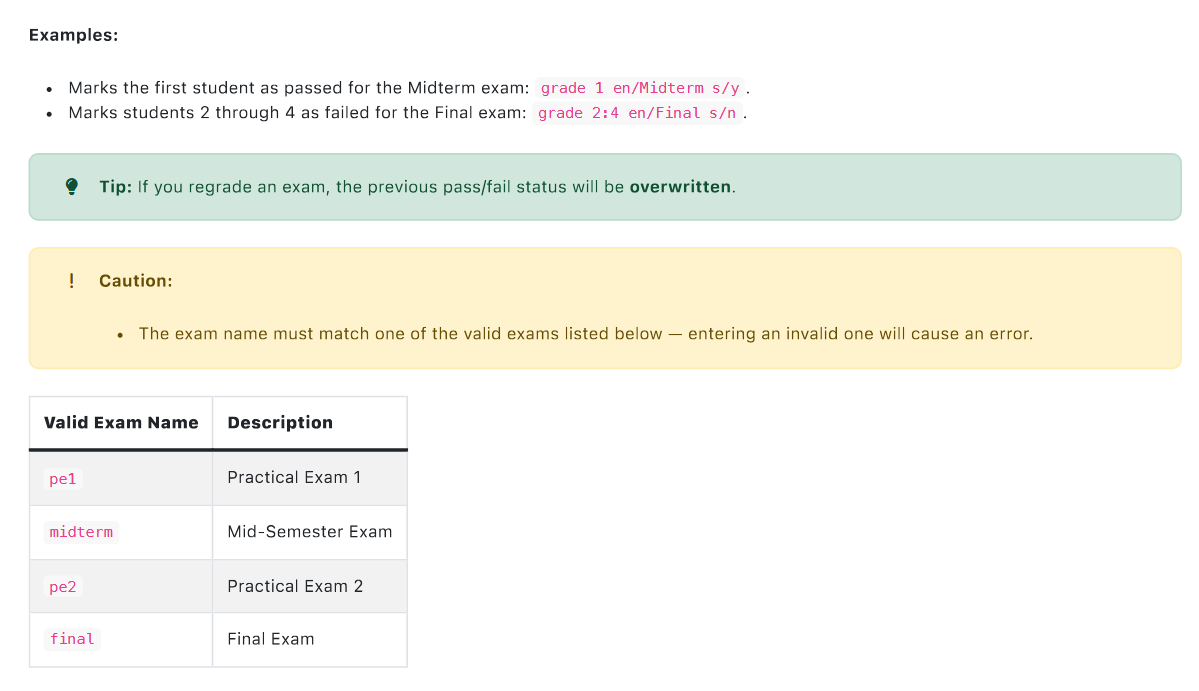 Examples:
• Marks the first student as passed for the Midterm exam: grade 1 en/Midterm s/y .
• Marks students 2 through 4 as failed for the Final exam: grade 2:4 en/Final s/n .
Tip: If you regrade an exam, the previous pass/fail status will be overwritten.
! Caution:
• The exam name must match one of the valid exams listed below — entering an invalid one will cause an error.
Valid Exam Name Description
pe1 Practical Exam 1
midterm Mid-Semester Exam
pe2 Practical Exam 2
final Final Exam